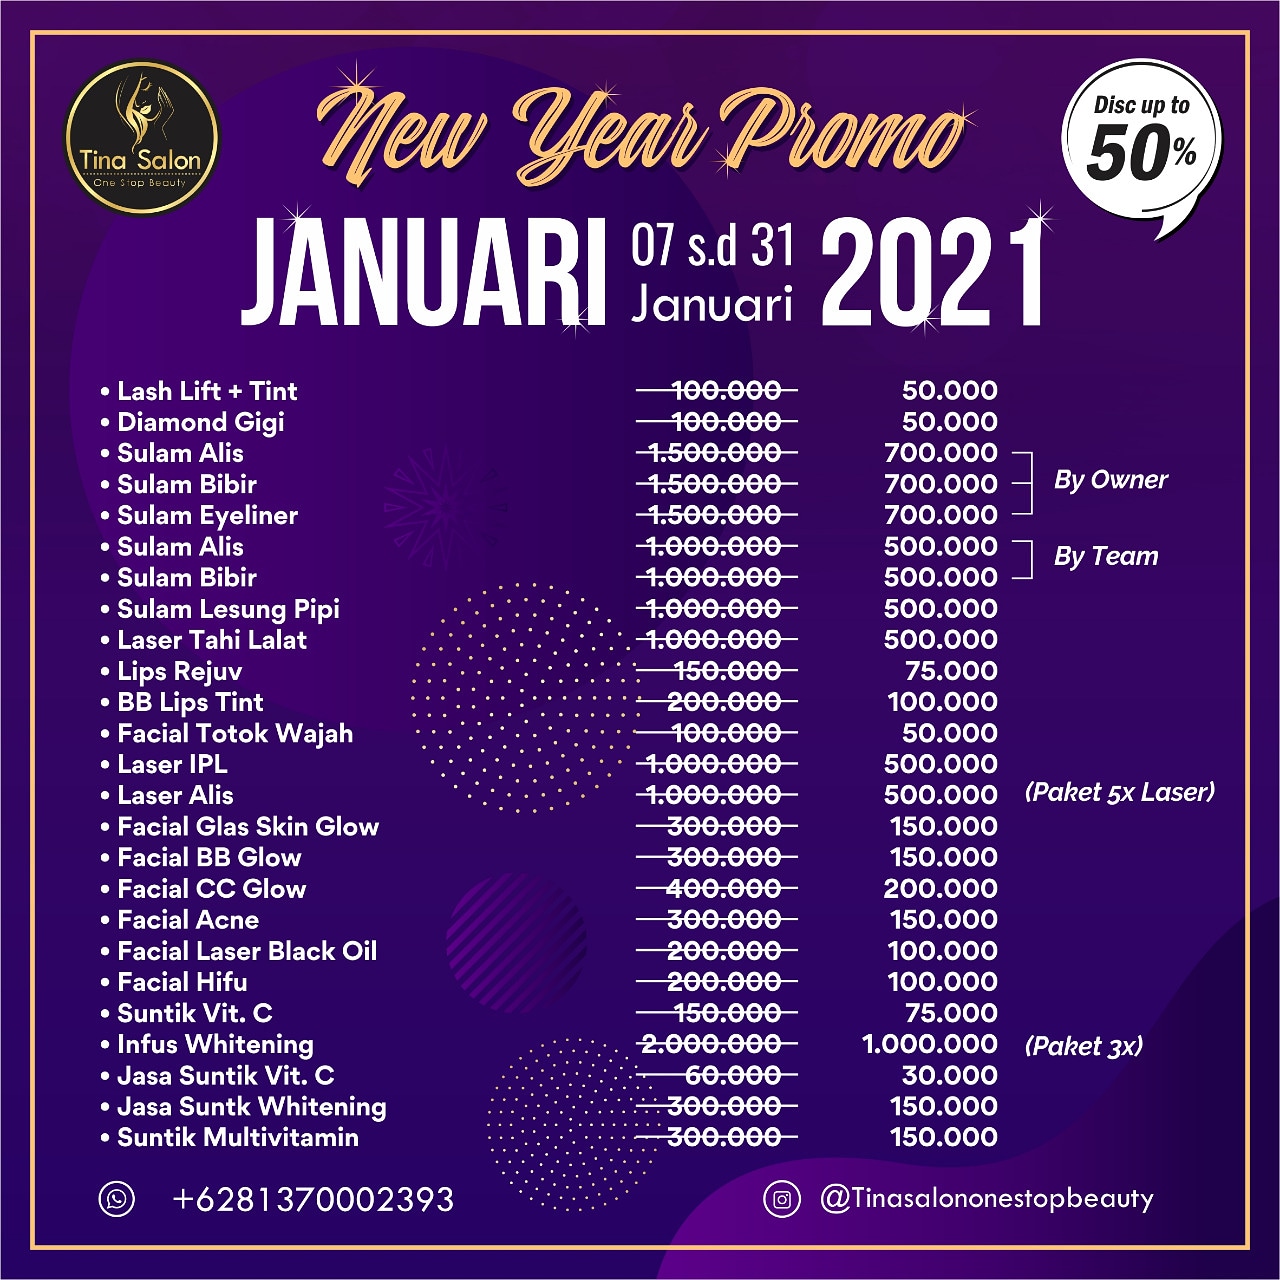 Tina Salon
One Stop Beauty
New Year Promo
Disc up to
50%
JANUARI 07 s.d 31 Januari 2021
• Lash Lift + Tint 100.000 50.000
• Diamond Gigi 100.000 50.000
• Sulam Alis 1.500.000 700.000
• Sulam Bibir 1.500.000 700.000 By Owner
• Sulam Eyeliner 1.500.000 700.000
• Sulam Alis 1.000.000 500.000 By Team
• Sulam Bibir 1.000.000 500.000
• Sulam Lesung Pipi 1.000.000 500.000
• Laser Tahi Lalat 1.000.000 500.000
• Lips Rejuv 150.000 75.000
• BB Lips Tint 200.000 100.000
• Facial Totok Wajah 100.000 50.000
• Laser IPL 1.000.000 500.000
• Laser Alis 1.000.000 500.000 (Paket 5x Laser)
• Facial Glas Skin Glow 300.000 150.000
• Facial BB Glow 300.000 150.000
• Facial CC Glow 400.000 200.000
• Facial Acne 300.000 150.000
• Facial Laser Black Oil 200.000 100.000
• Facial Hifu 200.000 100.000
• Suntik Vit. C 150.000 75.000
• Infus Whitening 2.000.000 1.000.000 (Paket 3x)
• Jasa Suntik Vit. C 60.000 30.000
• Jasa Suntk Whitening 300.000 150.000
• Suntik Multivitamin 300.000 150.000
+6281370002393 @Tinasalononestopbeauty